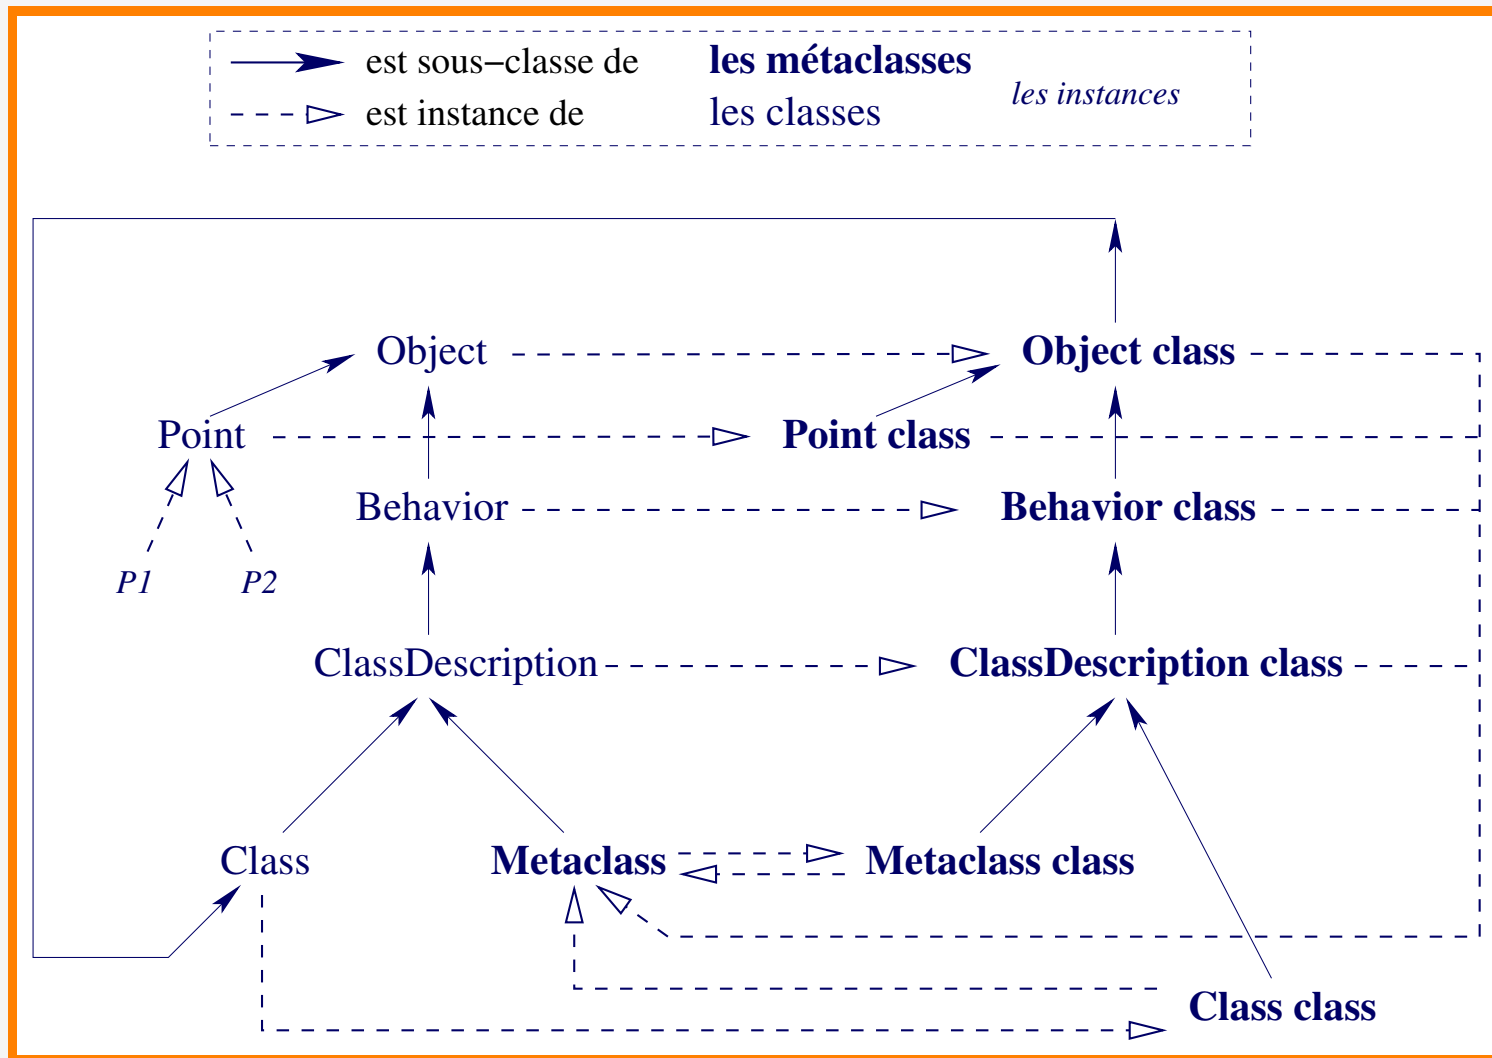 est sous−classe de
les métaclasses
les instances
est instance de
les classes
Object
Object class
Point
Point class
Behavior
Behavior class
P1
P2
ClassDescription
ClassDescription class
Class
Metaclass
Metaclass class
Class class